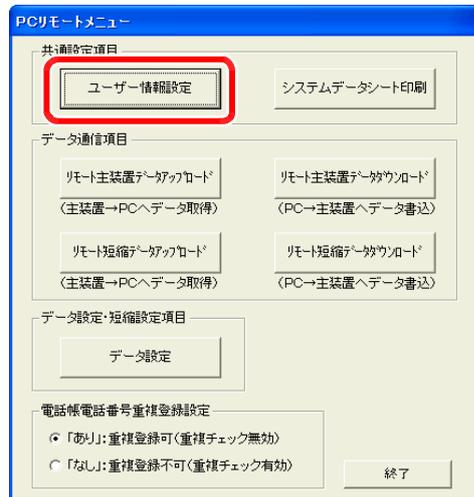 PCリモートメニュー
共通設定項目
ユーザー情報設定
システムデータシート印刷
データ通信項目
リモート主装置データアップロード
リモート主装置データダウンロード
(主装置→PCへデータ取得)
(PC→主装置へデータ書込)
リモート短縮データアップロード
リモート短縮データダウンロード
(主装置→PCへデータ取得)
(PC→主装置へデータ書込)
データ設定・短縮設定項目
データ設定
電話帳電話番号重複登録設定
「あり」:重複登録可(重複チェック無効)
「なし」:重複登録不可(重複チェック有効)
終了